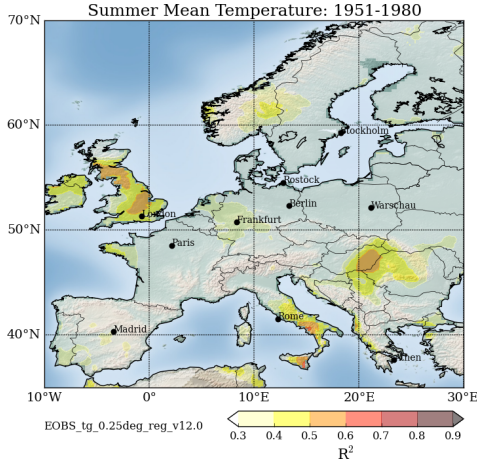 Summer Mean Temperature: 1951-1980
70°N
60°N
Stockholm
Rostöck
London
Berlin
Warschau
Frankfurt
50°N
Paris
Rome
Madrid
40°N
Athen
10°W
0°
10°E
20°E
30°E
EOBS_tg_0.25deg_reg_v12.0
0.3 0.4 0.5 0.6 0.7 0.8 0.9
R²